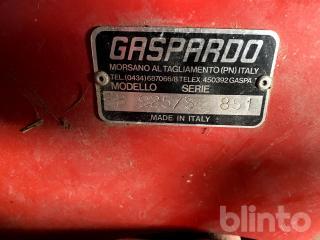 GASPARDO
MORSANO AL TAGLIAMENTO (PN) ITALY
TEL.(0434)687066/8 TELEX. 450392 GASPA I
MODELLO SERIE
851
MADE IN ITALY
blinto